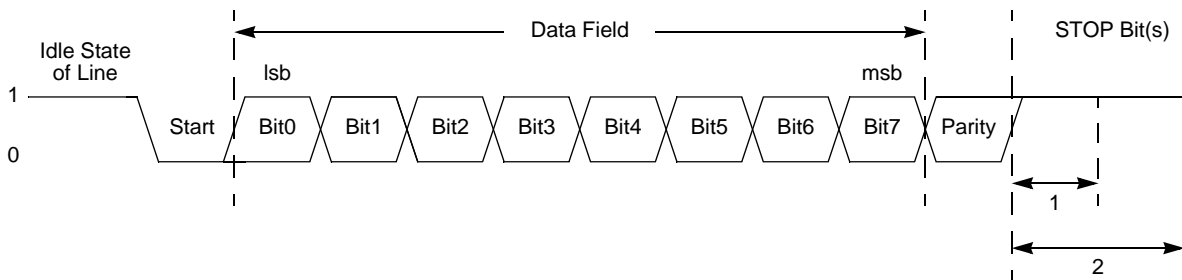 Data Field
STOP Bit(s)
Idle State
of Line
lsb
msb
1
Start
Bit0
Bit1
Bit2
Bit3
Bit4
Bit5
Bit6
Bit7
Parity
0
1
2